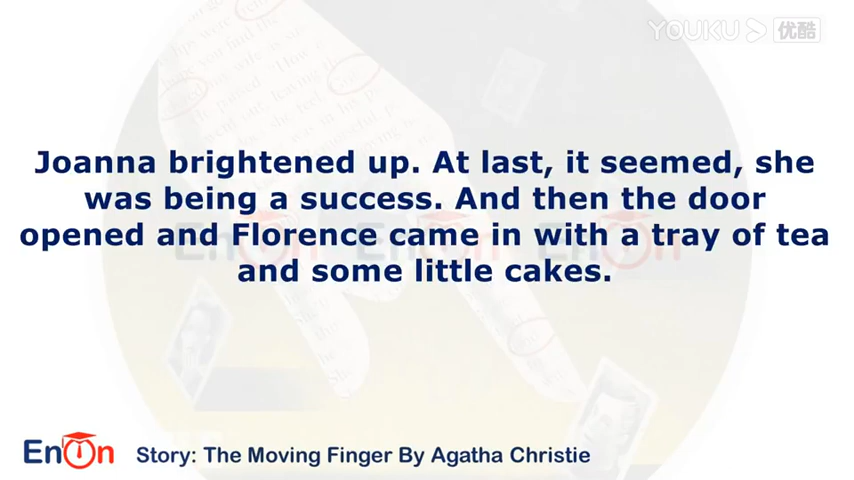 YOUKU 优酷
Joanna brightened up. At last, it seemed, she
was being a success. And then the door
opened and Florence came in with a tray of tea
and some little cakes.
EnOn Story: The Moving Finger By Agatha Christie